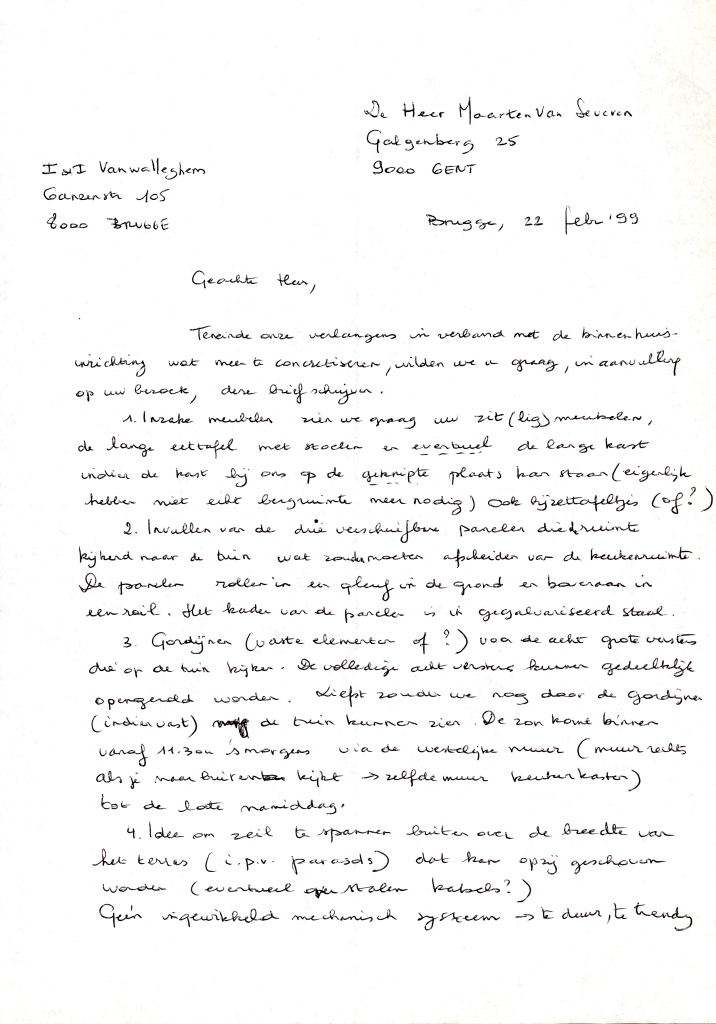 De Heer Maarten Van Severen
Galgenberg 25
9000 GENT
I & I Vanwalleghem
Ganzenstr 105
8000 BRUGGE
Brugge, 22 febr '99
Geachte Heer,
Teneinde onze verlangens in verband met de binnenhuis-
inrichting wat meer te concretiseren, wilden we u graag, in aanvulling
op uw bezoek, deze brief schrijven.
1. Inzake meubelen zien we graag uw zit(lig)meubelen,
de lange eettafel met stoelen en eventueel de lange kast
indien de kast bij ons op de geknipte plaats kan staan (eigenlijk
hebben niet echt bergruimte meer nodig) Ook bijzettafeltjes (of?)
2. Invullen van de drie verschuifbare panelen die
kijkend naar de tuin wat zouden moeten afscheiden van de keukenruimte.
De panelen rollen in een gleuf in de grond en bovenaan in
een rail. Het kader van de panelen is in gegalvaniseerd staal.
3. Gordijnen (vaste elementen of?) voor de acht grote vensters
die op de tuin kijken. De volledige acht vensters kunnen gedeeltelijk
opengerold worden. Liefst zouden we nog door de gordijnen
(indien vast) de tuin kunnen zien. De zon komt binnen
vanaf 11.30u 's morgens via de westelijke muur (muur rechts
als je naar buiten kijkt → zelfde muur keukenkasten)
tot de late namiddag.
4. Idee om zeil te spannen buiten over de breedte van
het terras (i.p.v. parasols) dat kan opzij geschoven
worden (eventueel stalen kabels?)
Geén ingewikkeld mechanisch systeem → te duur, te trendy